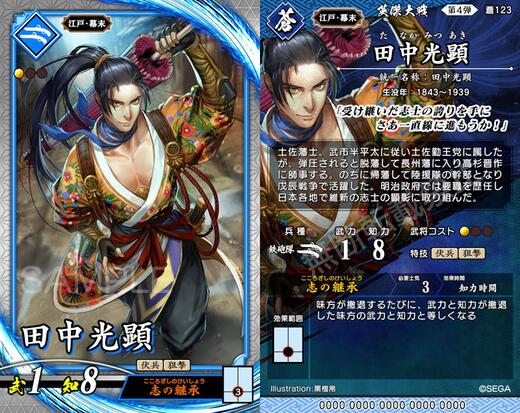 江戸・幕末
SAMPLE
田中光顕
伏兵 狙撃
武1 知8
こころざしのけいしょう
志の継承
3
蒼
江戸・幕末
英傑大戦
第4弾
蒼123
たなかみつあき
田中光顕
統一名称:田中光顕
生没年:1843~1939
「受け継いだ志士の誇りを手に
さあ一直線に進もうか!」
土佐藩士。武市半平太に従い土佐勤王党に属した
が、弾圧されると脱藩して長州藩に入り高杉晋作
に師事する。のちに帰藩して陸援隊の幹部となり
戊辰戦争で活躍した。明治政府では要職を歴任し
日本各地で維新の志士の顕彰に取り組んだ。
兵種 武力 知力 武将コスト
鉄砲隊 1 8 特技 伏兵 狙撃
こころざしのけいしょう 必要士気 効果時間
志の継承 3 知力時間
効果範囲
味方が撤退するたびに、武力と知力が撤退
した味方の武力と知力と等しくなる
Illustration:黒檀帛
©SEGA
0000 0000 0000 0000 0000